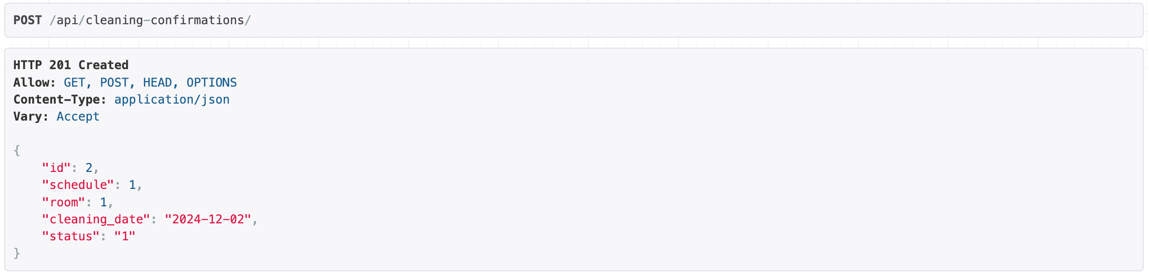 POST /api/cleaning-confirmations/
HTTP 201 Created
Allow: GET, POST, HEAD, OPTIONS
Content-Type: application/json
Vary: Accept
{
    "id": 2,
    "schedule": 1,
    "room": 1,
    "cleaning_date": "2024-12-02",
    "status": "1"
}